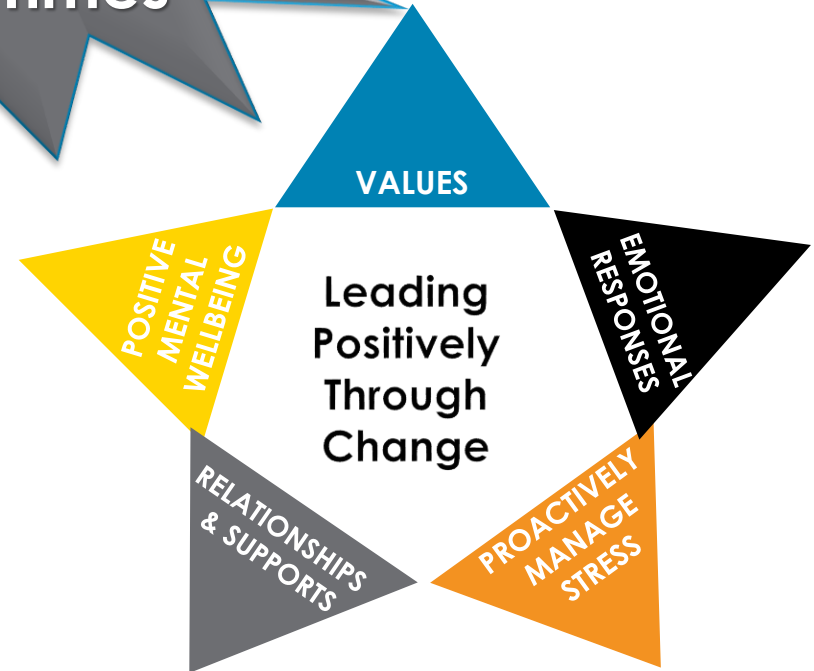 VALUES
EMOTIONAL
RESPONSES
PROACTIVELY
MANAGE
STRESS
RELATIONSHIPS
& SUPPORTS
POSITIVE
MENTAL
WELLBEING
Leading
Positively
Through
Change